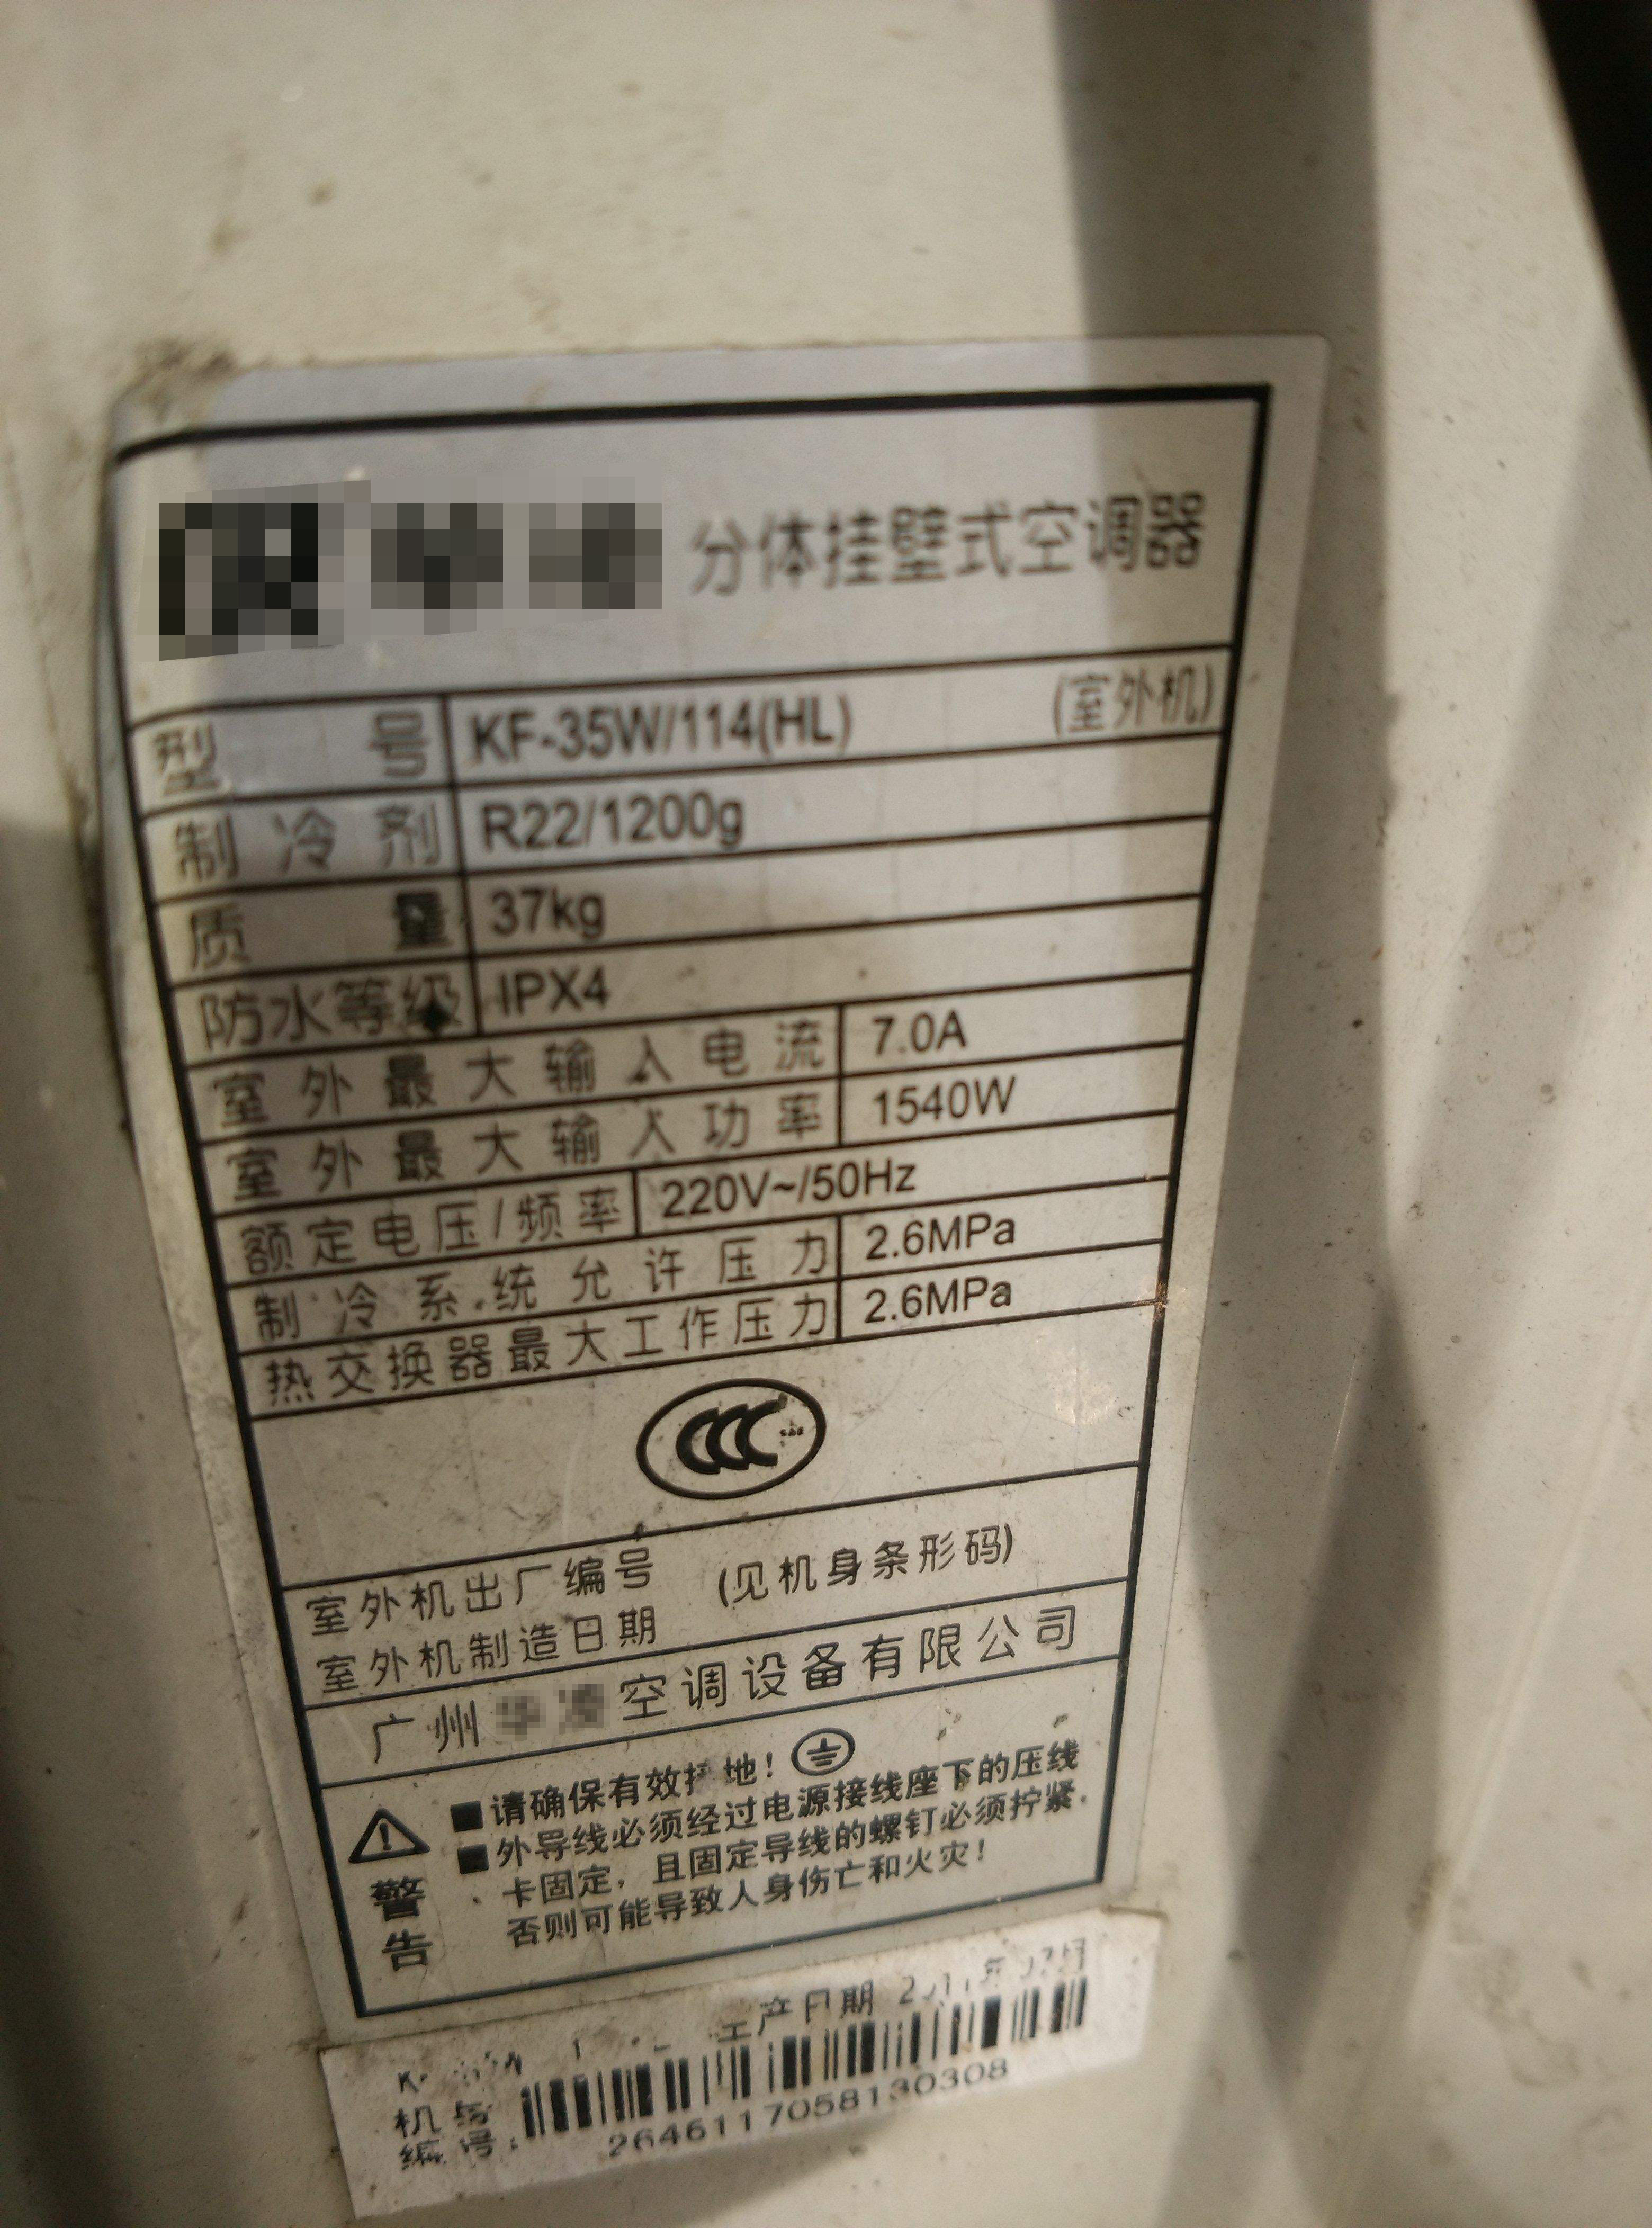 分体挂壁式空调器
型号 KF-35W/114(HL) (室外机)
制冷剂 R22/1200g
质量 37kg
防水等级 IPX4
室外最大输入电流 7.0A
室外最大输入功率 1540W
额定电压/频率 220V~/50Hz
制冷系统允许压力 2.6MPa
热交换器最大工作压力 2.6MPa
CCC
室外机出厂编号 (见机身条形码)
室外机制造日期
广州 空调设备有限公司
警告
■请确保有效接地!
■外导线必须经过电源接线座下的压线
卡固定,且固定导线的螺钉必须拧紧.
否则可能导致人身伤亡和火灾!
生产日期
机号
编号:
2646117058130308